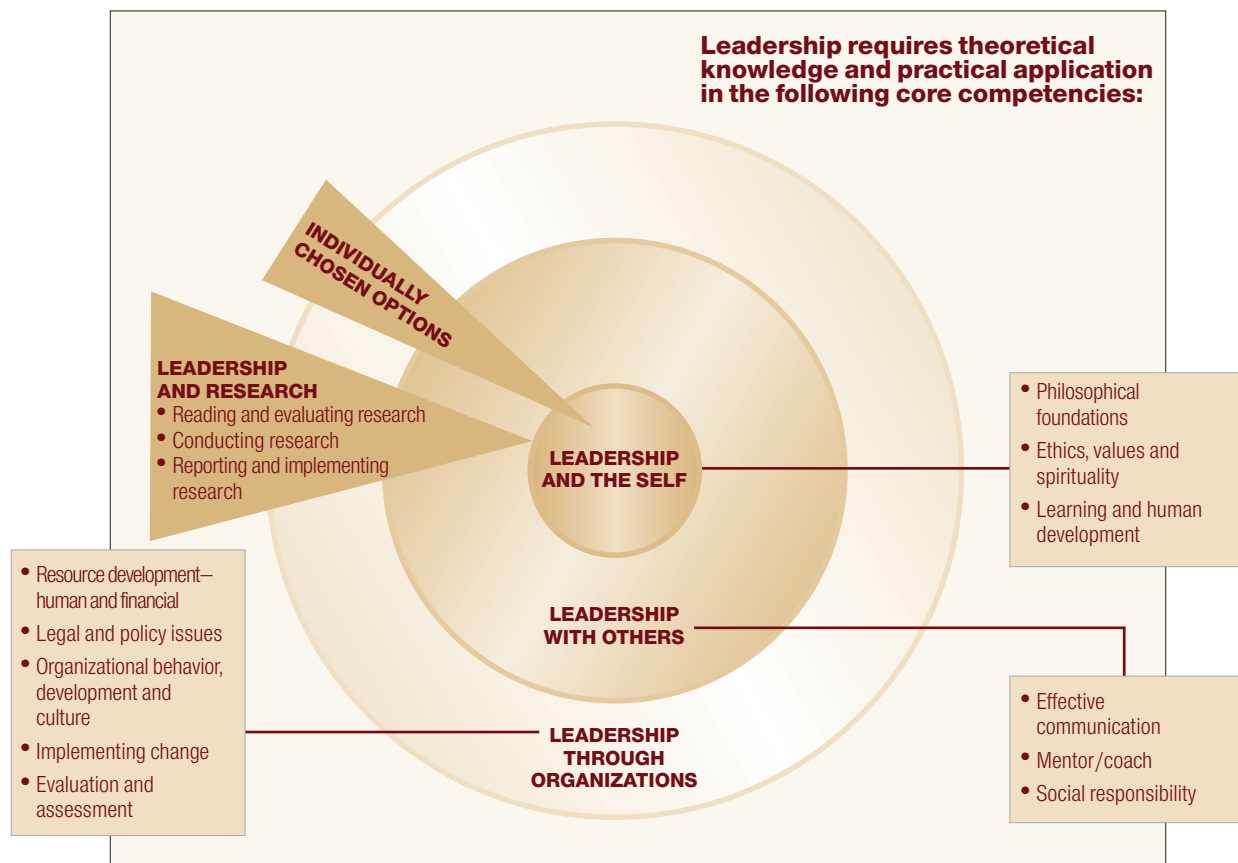 Leadership requires theoretical
knowledge and practical application
in the following core competencies:
INDIVIDUALLY
CHOSEN OPTIONS
LEADERSHIP
AND RESEARCH
• Reading and evaluating research
• Conducting research
• Reporting and implementing
research
LEADERSHIP
AND THE SELF
• Philosophical
foundations
• Ethics, values and
spirituality
• Learning and human
development
LEADERSHIP
WITH OTHERS
• Effective
communication
• Mentor/coach
• Social responsibility
LEADERSHIP
THROUGH
ORGANIZATIONS
• Resource development–
human and financial
• Legal and policy issues
• Organizational behavior,
development and
culture
• Implementing change
• Evaluation and
assessment